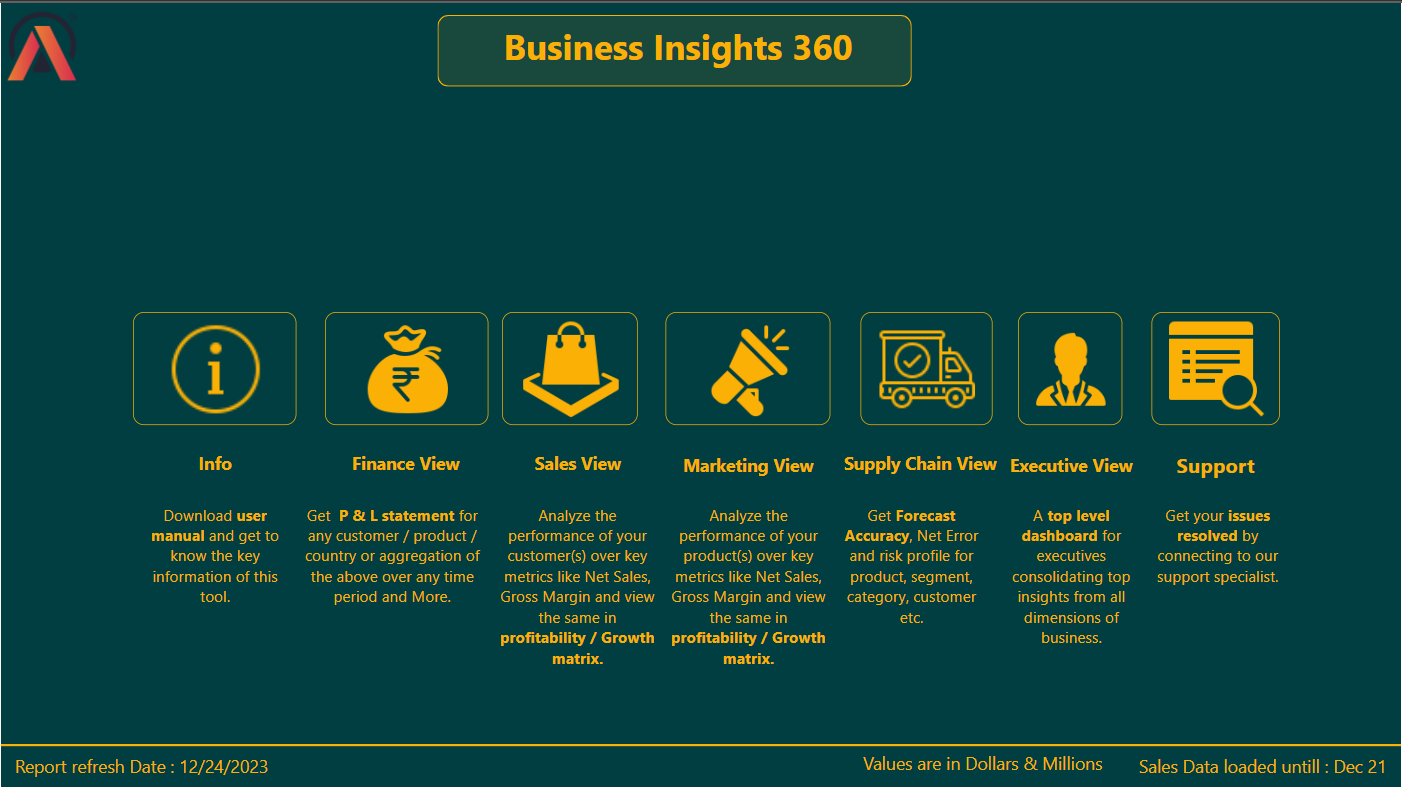 Business Insights 360
Info
Download user
manual and get to
know the key
information of this
tool.
Finance View
Get  P & L statement for
any customer / product /
country or aggregation of
the above over any time
period and More.
Sales View
Analyze the
performance of your
customer(s) over key
metrics like Net Sales,
Gross Margin and view
the same in
profitability / Growth
matrix.
Marketing View
Analyze the
performance of your
product(s) over key
metrics like Net Sales,
Gross Margin and view
the same in
profitability / Growth
matrix.
Supply Chain View
Get Forecast
Accuracy, Net Error
and risk profile for
product, segment,
category, customer
etc.
Executive View
A top level
dashboard for
executives
consolidating top
insights from all
dimensions of
business.
Support
Get your issues
resolved by
connecting to our
support specialist.
Report refresh Date : 12/24/2023
Values are in Dollars & Millions
Sales Data loaded untill : Dec 21